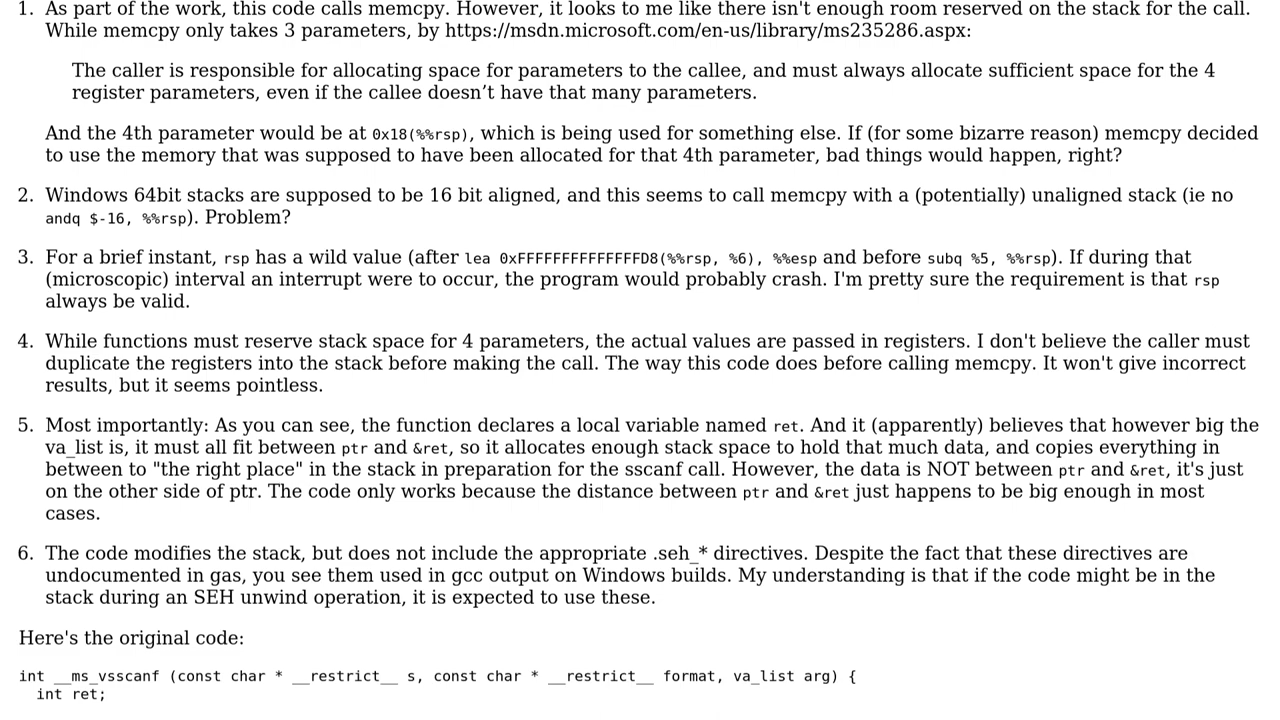 1. As part of the work, this code calls memcpy. However, it looks to me like there isn't enough room reserved on the stack for the call.
While memcpy only takes 3 parameters, by https://msdn.microsoft.com/en-us/library/ms235286.aspx:
The caller is responsible for allocating space for parameters to the callee, and must always allocate sufficient space for the 4
register parameters, even if the callee doesn’t have that many parameters.
And the 4th parameter would be at 0x18(%%rsp), which is being used for something else. If (for some bizarre reason) memcpy decided
to use the memory that was supposed to have been allocated for that 4th parameter, bad things would happen, right?
2. Windows 64bit stacks are supposed to be 16 bit aligned, and this seems to call memcpy with a (potentially) unaligned stack (ie no
andq $-16, %%rsp). Problem?
3. For a brief instant, rsp has a wild value (after lea 0xFFFFFFFFFFFFFFD8(%%rsp, %6), %%esp and before subq %5, %%rsp). If during that
(microscopic) interval an interrupt were to occur, the program would probably crash. I'm pretty sure the requirement is that rsp
always be valid.
4. While functions must reserve stack space for 4 parameters, the actual values are passed in registers. I don't believe the caller must
duplicate the registers into the stack before making the call. The way this code does before calling memcpy. It won't give incorrect
results, but it seems pointless.
5. Most importantly: As you can see, the function declares a local variable named ret. And it (apparently) believes that however big the
va_list is, it must all fit between ptr and &ret, so it allocates enough stack space to hold that much data, and copies everything in
between to "the right place" in the stack in preparation for the sscanf call. However, the data is NOT between ptr and &ret, it's just
on the other side of ptr. The code only works because the distance between ptr and &ret just happens to be big enough in most
cases.
6. The code modifies the stack, but does not include the appropriate .seh_* directives. Despite the fact that these directives are
undocumented in gas, you see them used in gcc output on Windows builds. My understanding is that if the code might be in the
stack during an SEH unwind operation, it is expected to use these.
Here's the original code:
int __ms_vsscanf (const char * __restrict__ s, const char * __restrict__ format, va_list arg) {
int ret;